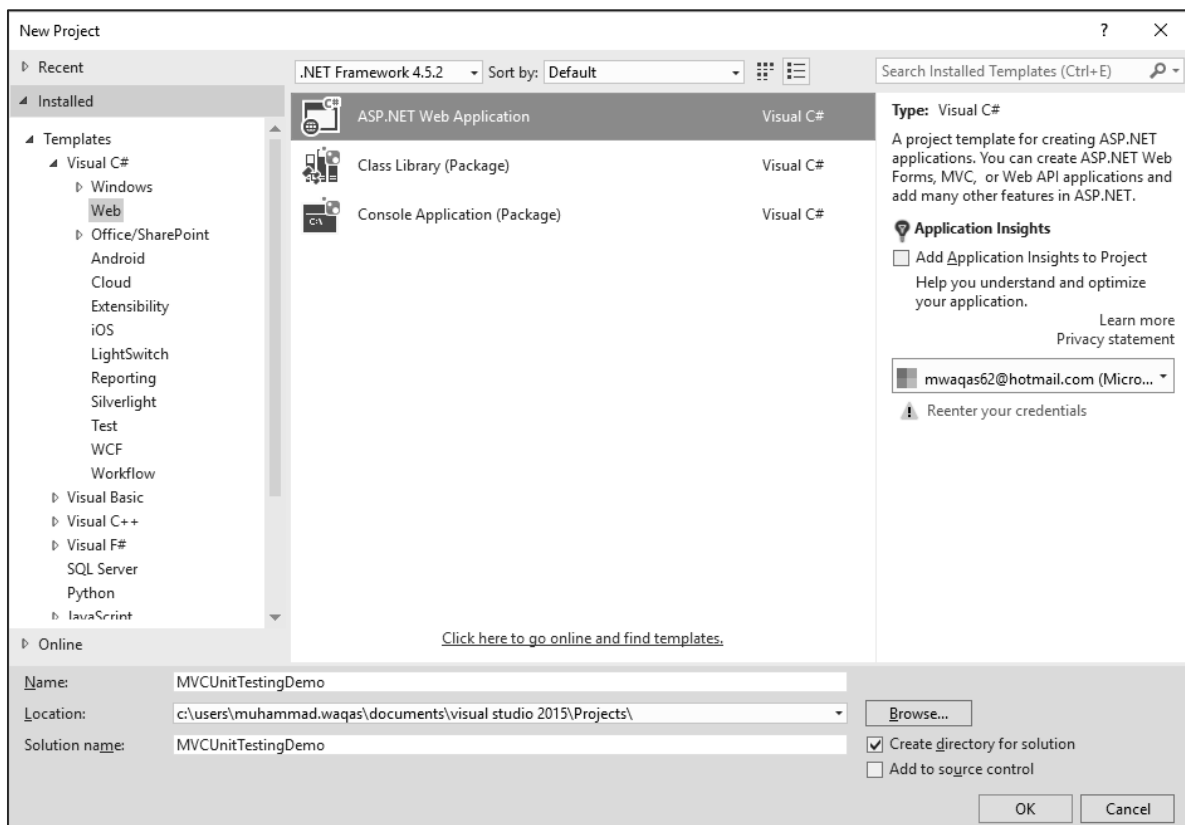 New Project
?
Recent
Installed
Templates
Visual C#
Windows
Web
Office/SharePoint
Android
Cloud
Extensibility
iOS
LightSwitch
Reporting
Silverlight
Test
WCF
Workflow
Visual Basic
Visual C++
Visual F#
SQL Server
Python
JavaScript
Online
.NET Framework 4.5.2
Sort by: Default
ASP.NET Web Application Visual C#
Class Library (Package) Visual C#
Console Application (Package) Visual C#
Click here to go online and find templates.
Search Installed Templates (Ctrl+E)
Type: Visual C#
A project template for creating ASP.NET
applications. You can create ASP.NET Web
Forms, MVC, or Web API applications and
add many other features in ASP.NET.
Application Insights
Add Application Insights to Project
Help you understand and optimize
your application.
Learn more
Privacy statement
mwaqas62@hotmail.com (Micro...
Reenter your credentials
Name: MVCUnitTestingDemo
Location: c:\users\muhammad.waqas\documents\visual studio 2015\Projects\
Browse...
Solution name: MVCUnitTestingDemo
Create directory for solution
Add to source control
OK Cancel